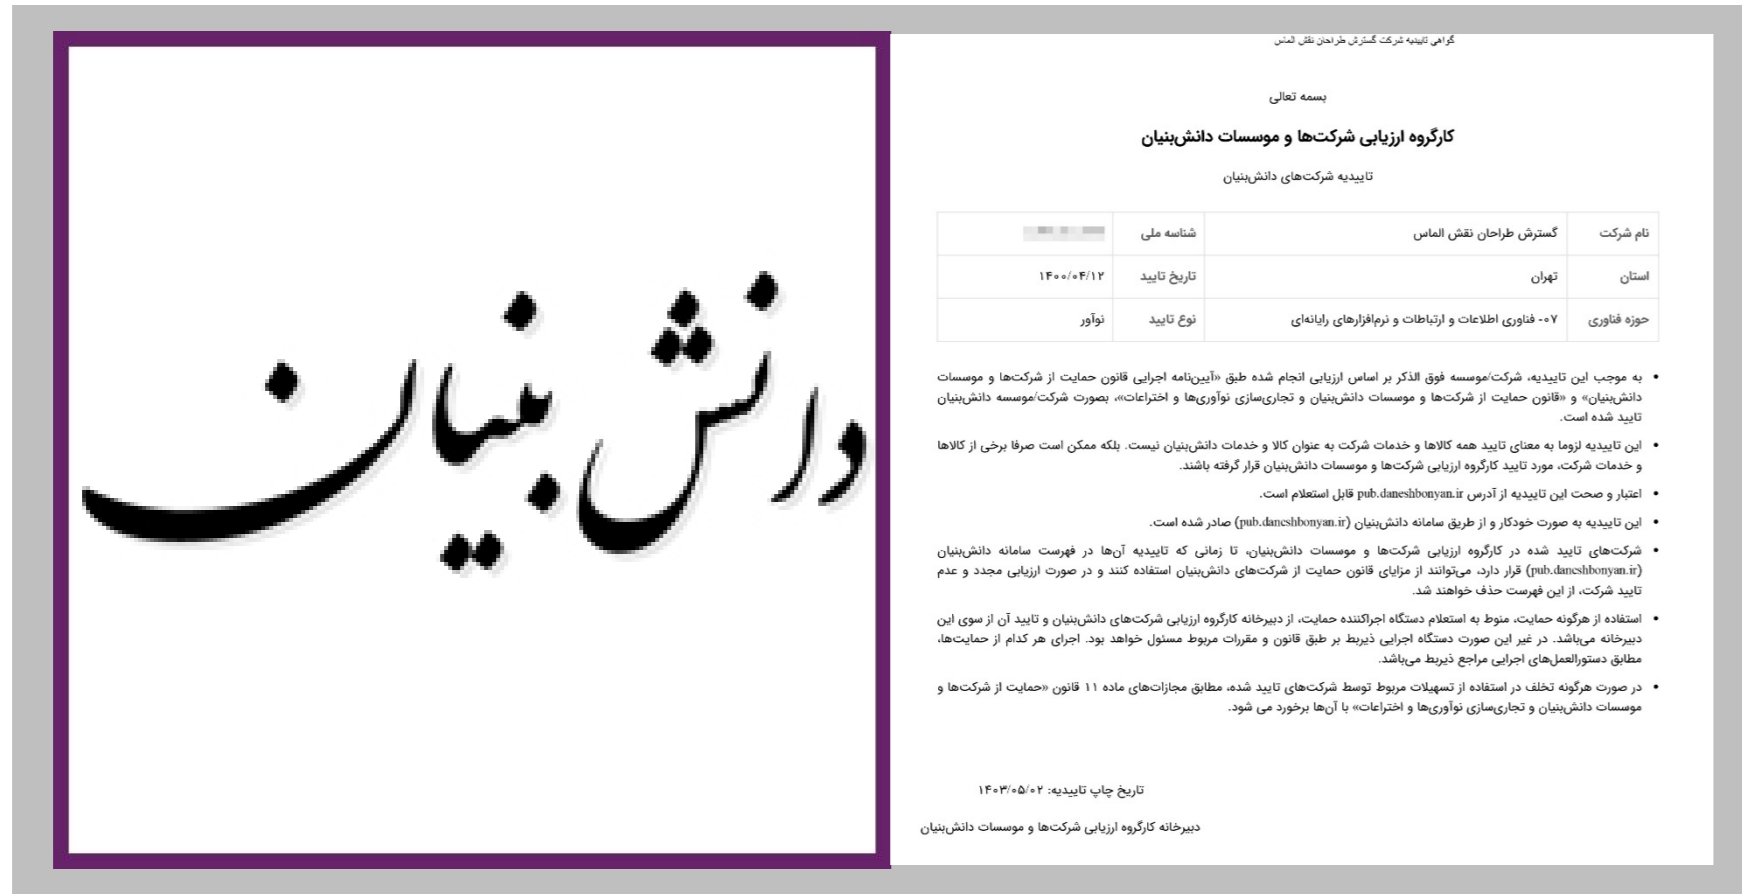 دانش بنیان
گواهی تاییدیه شرکت گسترش طراحان نقش الماس
بسمه تعالی
کارگروه ارزیابی شرکت‌ها و موسسات دانش‌بنیان
تاییدیه شرکت‌های دانش‌بنیان
نام شرکت گسترش طراحان نقش الماس شناسه ملی
استان تهران تاریخ تایید ۱۴۰۰/۰۴/۱۲
حوزه فناوری ۰۷- فناوری اطلاعات و ارتباطات و نرم‌افزارهای رایانه‌ای نوع تایید نوآور
• به موجب این تاییدیه، شرکت/موسسه فوق الذکر بر اساس ارزیابی انجام شده طبق «آیین‌نامه اجرایی قانون حمایت از شرکت‌ها و موسسات
دانش‌بنیان» و «قانون حمایت از شرکت‌ها و موسسات دانش‌بنیان و تجاری‌سازی نوآوری‌ها و اختراعات»، بصورت شرکت/موسسه دانش‌بنیان
تایید شده است.
• این تاییدیه لزوما به معنای تایید همه کالاها و خدمات شرکت به عنوان کالا و خدمات دانش‌بنیان نیست. بلکه ممکن است صرفا برخی از کالاها
و خدمات شرکت، مورد تایید کارگروه ارزیابی شرکت‌ها و موسسات دانش‌بنیان قرار گرفته باشند.
• اعتبار و صحت این تاییدیه از آدرس pub.daneshbonyan.ir قابل استعلام است.
• این تاییدیه به صورت خودکار و از طریق سامانه دانش‌بنیان (pub.daneshbonyan.ir) صادر شده است.
• شرکت‌های تایید شده در کارگروه ارزیابی شرکت‌ها و موسسات دانش‌بنیان، تا زمانی که تاییدیه آن‌ها در فهرست سامانه دانش‌بنیان
(pub.daneshbonyan.ir) قرار دارد، می‌توانند از مزایای قانون حمایت از شرکت‌های دانش‌بنیان استفاده کنند و در صورت ارزیابی مجدد و عدم
تایید شرکت، از این فهرست حذف خواهند شد.
• استفاده از هرگونه حمایت، منوط به استعلام دستگاه اجراکننده حمایت، از دبیرخانه کارگروه ارزیابی شرکت‌های دانش‌بنیان و تایید آن از سوی این
دبیرخانه می‌باشد. در غیر این صورت دستگاه اجرایی ذیربط بر طبق قانون و مقررات مربوط مسئول خواهد بود. اجرای هر کدام از حمایت‌ها،
مطابق دستورالعمل‌های اجرایی مراجع ذیربط می‌باشد.
• در صورت هرگونه تخلف در استفاده از تسهیلات مربوط توسط شرکت‌های تایید شده، مطابق مجازات‌های ماده ۱۱ قانون «حمایت از شرکت‌ها و
موسسات دانش‌بنیان و تجاری‌سازی نوآوری‌ها و اختراعات» با آن‌ها برخورد می شود.
تاریخ چاپ تاییدیه: ۱۴۰۳/۰۵/۰۲
دبیرخانه کارگروه ارزیابی شرکت‌ها و موسسات دانش‌بنیان